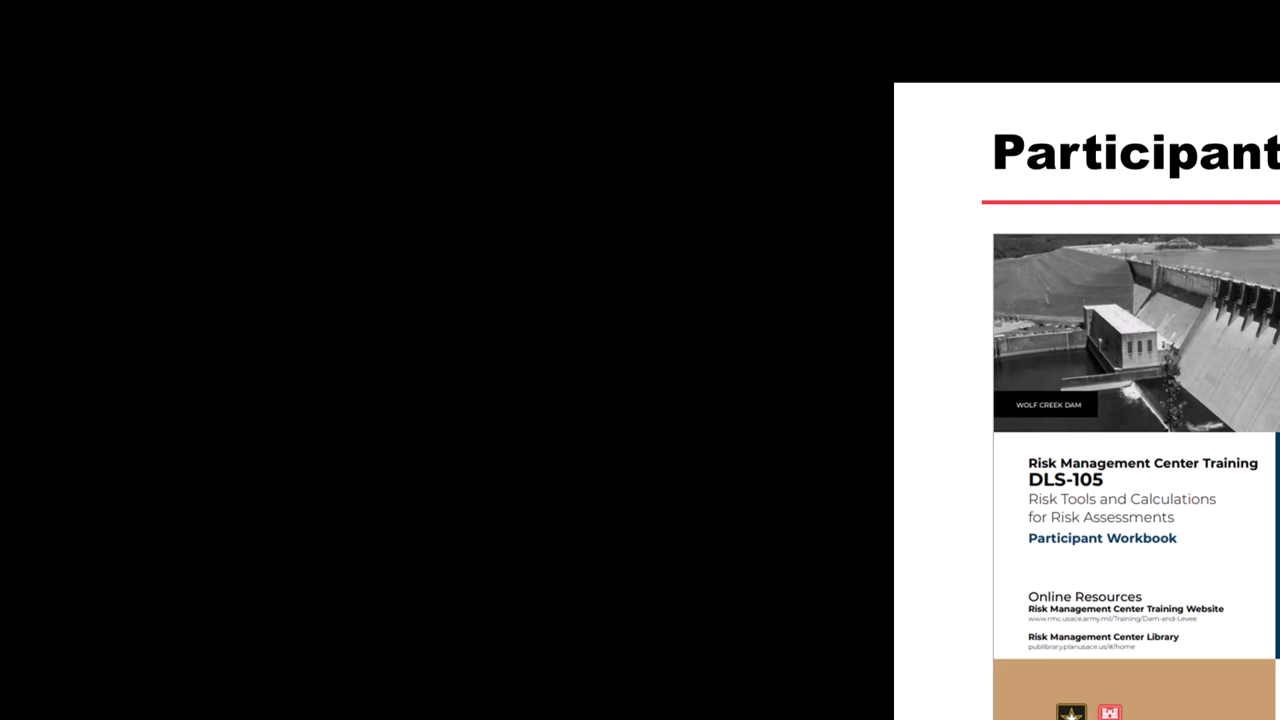 Participant
WOLF CREEK DAM
Risk Management Center Training
DLS-105
Risk Tools and Calculations
for Risk Assessments
Participant Workbook
Online Resources
Risk Management Center Training Website
www.rmc.usace.army.mil/Training/Dam-and-Levee
Risk Management Center Library
publibrary.planusace.us/#/home